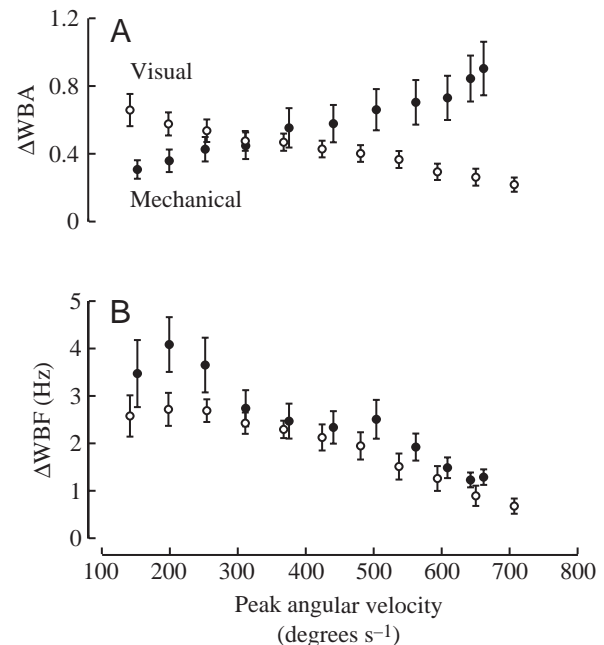 A
1.2
Visual
0.8
ΔWBA
0.4
Mechanical
0
B
5
4
3
ΔWBF (Hz)
2
1
0
100 200 300 400 500 600 700 800
Peak angular velocity
(degrees s–1)